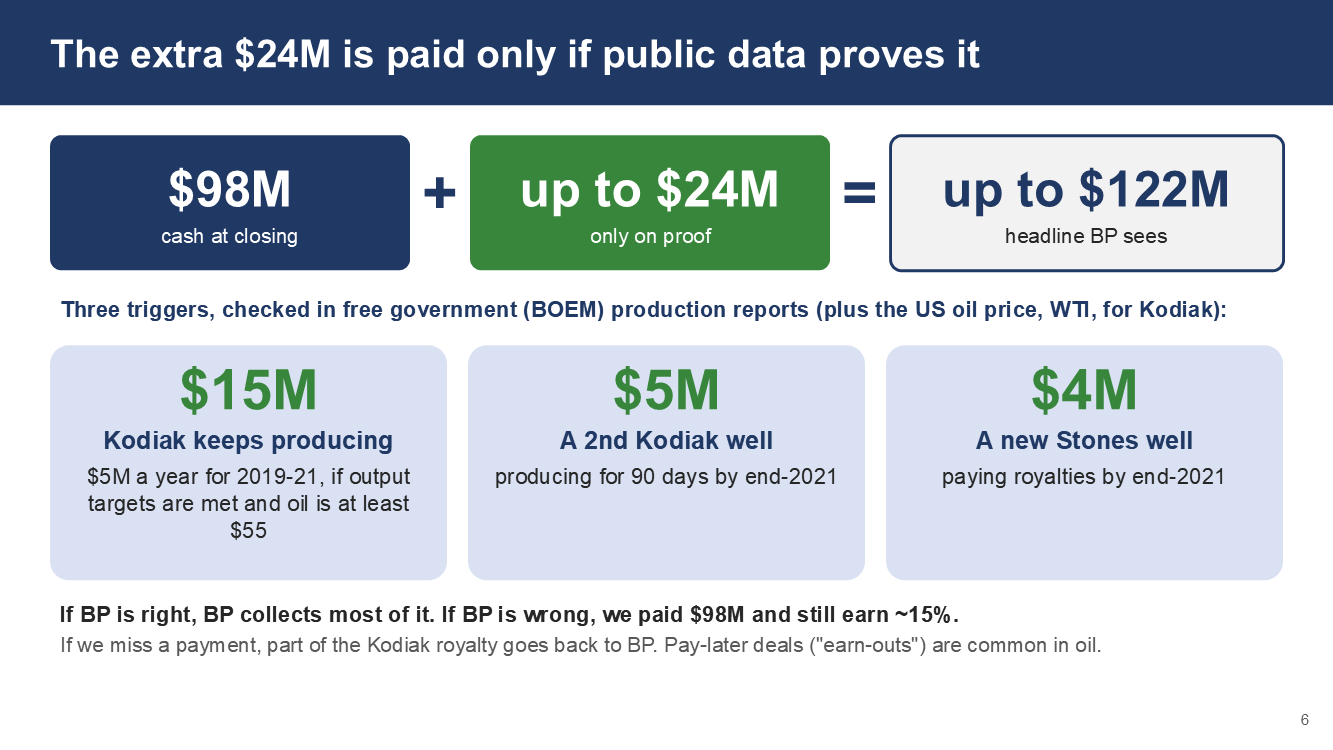 The extra $24M is paid only if public data proves it
$98M
cash at closing
+
up to $24M
only on proof
=
up to $122M
headline BP sees
Three triggers, checked in free government (BOEM) production reports (plus the US oil price, WTI, for Kodiak):
$15M
Kodiak keeps producing
$5M a year for 2019-21, if output
targets are met and oil is at least
$55
$5M
A 2nd Kodiak well
producing for 90 days by end-2021
$4M
A new Stones well
paying royalties by end-2021
If BP is right, BP collects most of it. If BP is wrong, we paid $98M and still earn ~15%.
If we miss a payment, part of the Kodiak royalty goes back to BP. Pay-later deals ("earn-outs") are common in oil.
6